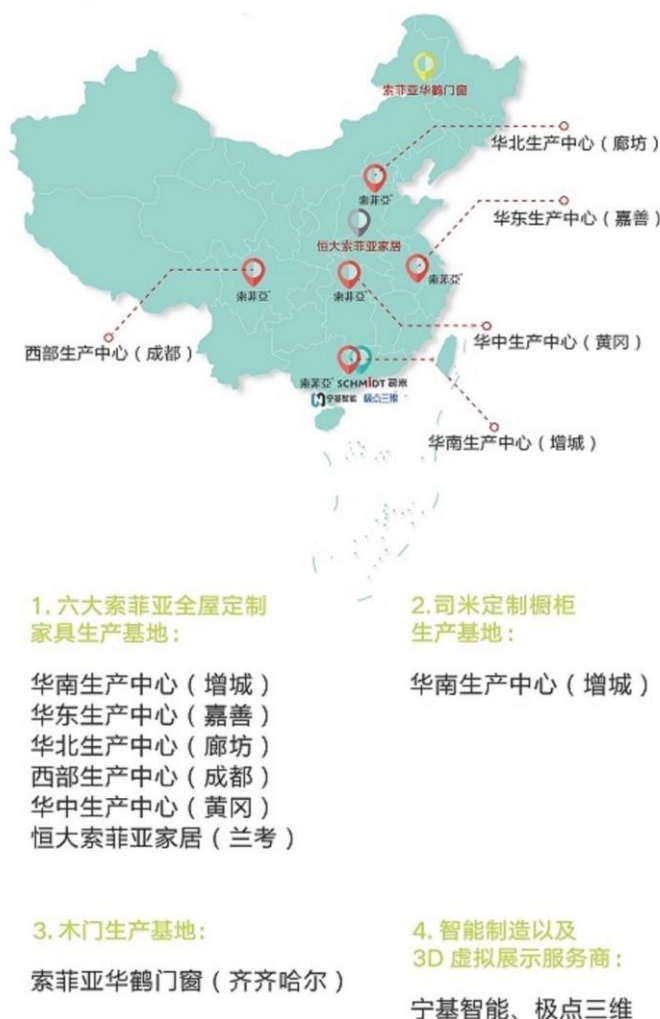 索菲亚华鹤门窗
华北生产中心（廊坊）
索菲亞
华东生产中心（嘉善）
恒大索菲亚家居
索菲亞
索菲亞
索菲亞
华中生产中心（黄冈）
西部生产中心（成都）
索菲亞 SCHMIDT 司米
宁基智能 极点三维
华南生产中心（增城）
1. 六大索菲亚全屋定制
家具生产基地：
华南生产中心（增城）
华东生产中心（嘉善）
华北生产中心（廊坊）
西部生产中心（成都）
华中生产中心（黄冈）
恒大索菲亚家居（兰考）
2.司米定制橱柜
生产基地：
华南生产中心（增城）
3. 木门生产基地：
索菲亚华鹤门窗（齐齐哈尔）
4. 智能制造以及
3D 虚拟展示服务商：
宁基智能、极点三维